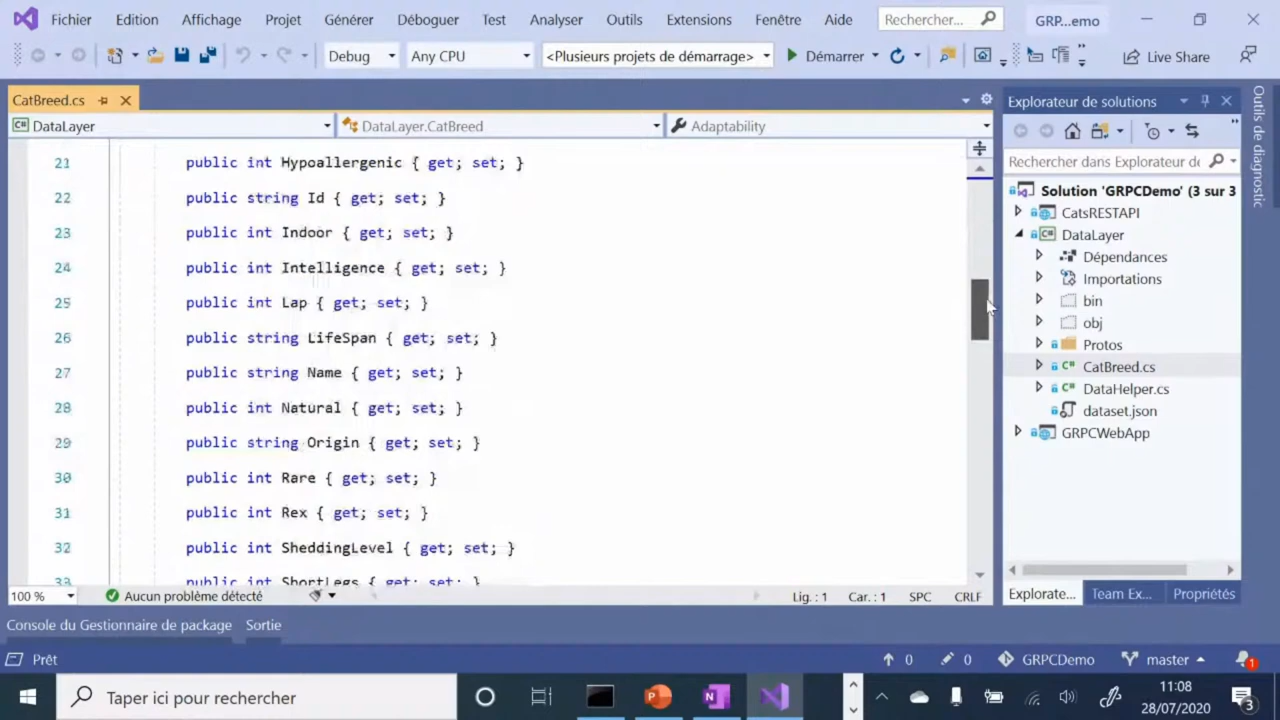 Fichier Edition Affichage Projet Générer Déboguer Test Analyser Outils Extensions Fenêtre Aide Rechercher... GRP...emo
Debug Any CPU <Plusieurs projets de démarrage> Démarrer Live Share
CatBreed.cs
DataLayer DataLayer.CatBreed Adaptability
21 public int Hypoallergenic { get; set; }
22 public string Id { get; set; }
23 public int Indoor { get; set; }
24 public int Intelligence { get; set; }
25 public int Lap { get; set; }
26 public string LifeSpan { get; set; }
27 public string Name { get; set; }
28 public int Natural { get; set; }
29 public string Origin { get; set; }
30 public int Rare { get; set; }
31 public int Rex { get; set; }
32 public int SheddingLevel { get; set; }
33 public int ShortLegs { get; set; }
100 % Aucun problème détecté Lig. : 1 Car. : 1 SPC CRLF
Explorateur de solutions
Rechercher dans Explorateur de
Solution 'GRPCDemo' (3 sur 3
CatsRESTAPI
DataLayer
Dépendances
Importations
bin
obj
Protos
CatBreed.cs
DataHelper.cs
dataset.json
GRPCWebApp
Explorate... Team Ex... Propriétés
Outils de diagnostic
Console du Gestionnaire de package Sortie
Prêt 0 0 GRPCDemo master 1
Taper ici pour rechercher
11:08
28/07/2020
3